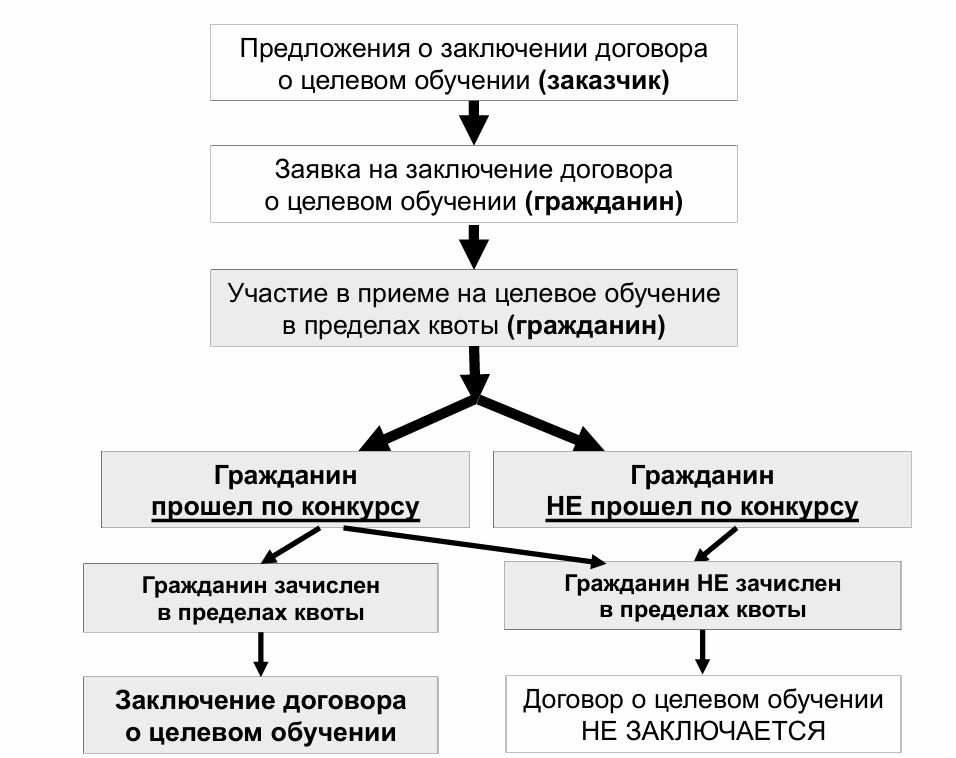 Предложения о заключении договора
о целевом обучении (заказчик)
Заявка на заключение договора
о целевом обучении (гражданин)
Участие в приеме на целевое обучение
в пределах квоты (гражданин)
Гражданин
прошел по конкурсу
Гражданин
НЕ прошел по конкурсу
Гражданин зачислен
в пределах квоты
Гражданин НЕ зачислен
в пределах квоты
Заключение договора
о целевом обучении
Договор о целевом обучении
НЕ ЗАКЛЮЧАЕТСЯ